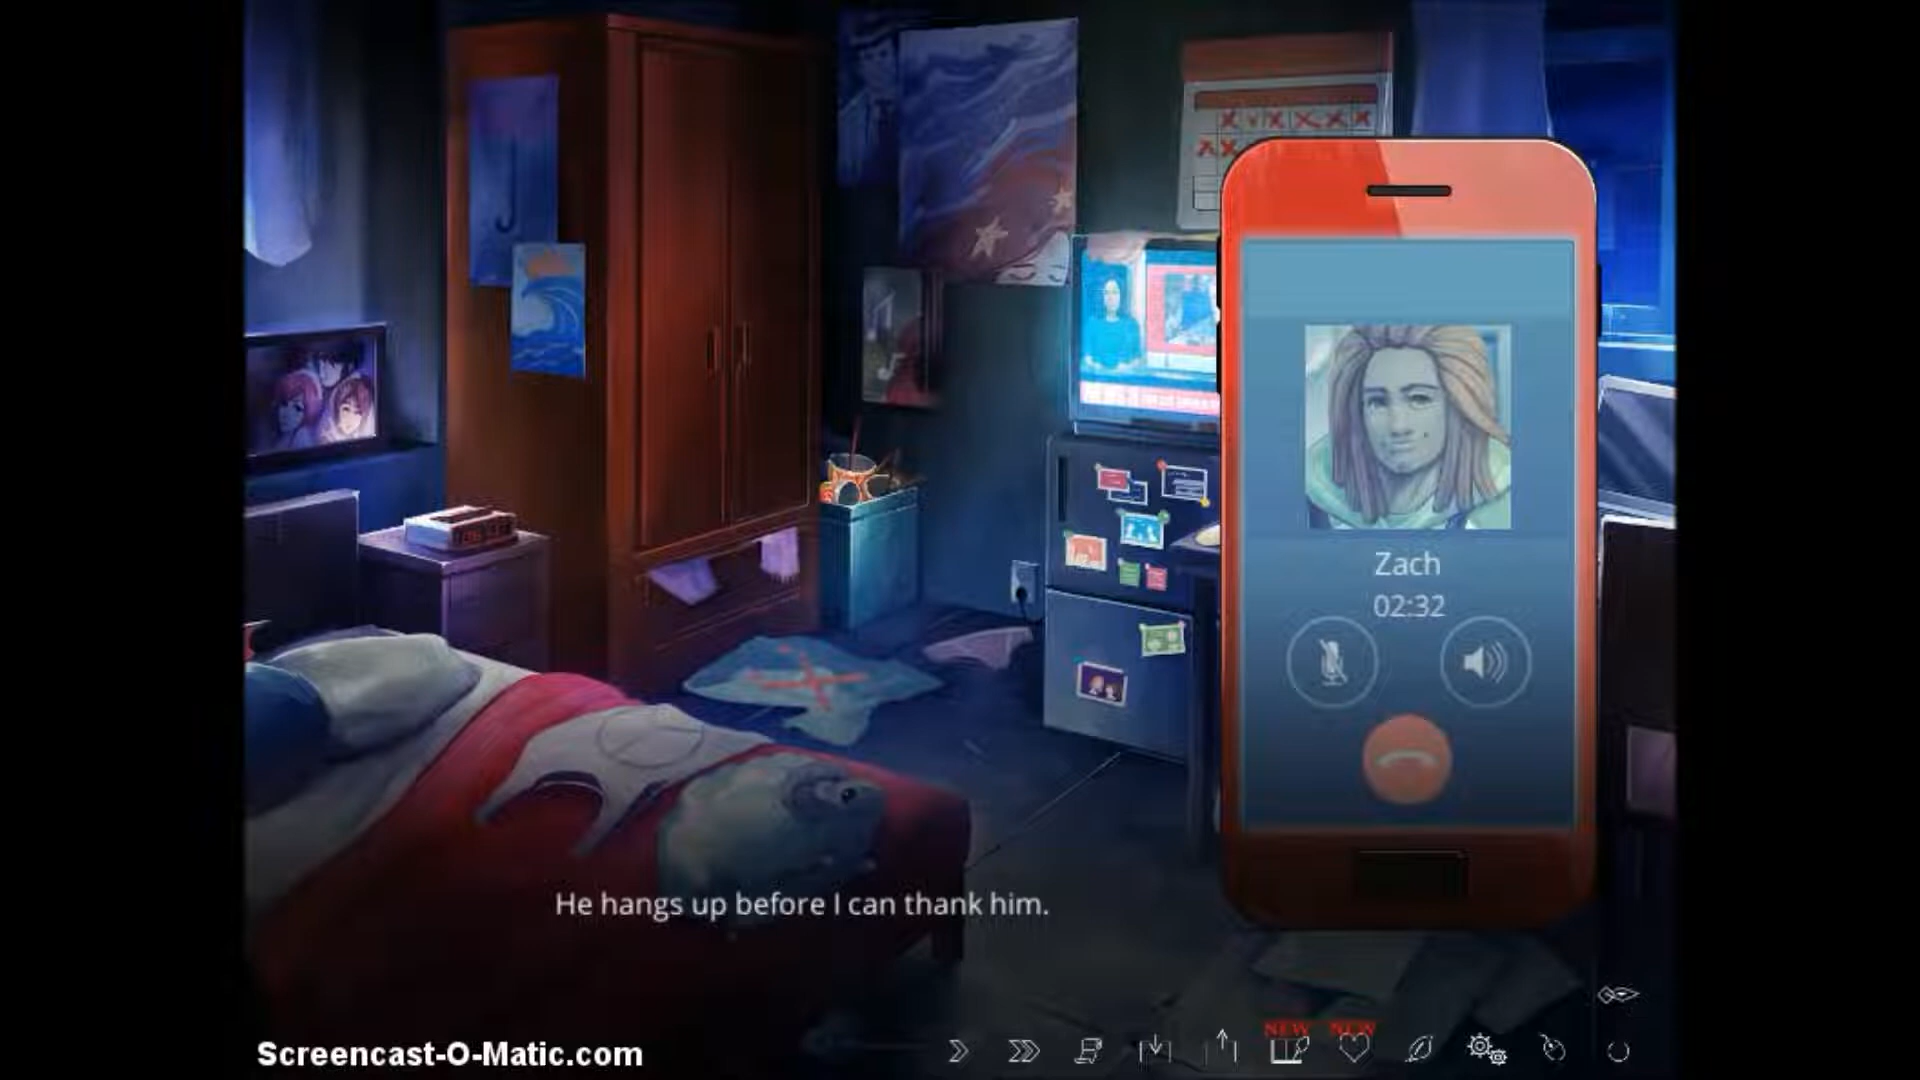 Zach
02:32
He hangs up before I can thank him.
NEW NEW
Screencast-O-Matic.com